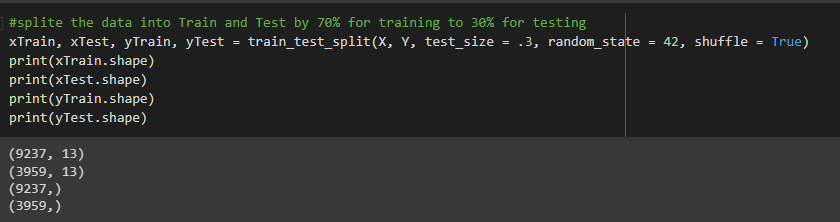 #splite the data into Train and Test by 70% for training to 30% for testing
xTrain, xTest, yTrain, yTest = train_test_split(X, Y, test_size = .3, random_state = 42, shuffle = True)
print(xTrain.shape)
print(xTest.shape)
print(yTrain.shape)
print(yTest.shape)
(9237, 13)
(3959, 13)
(9237,)
(3959,)